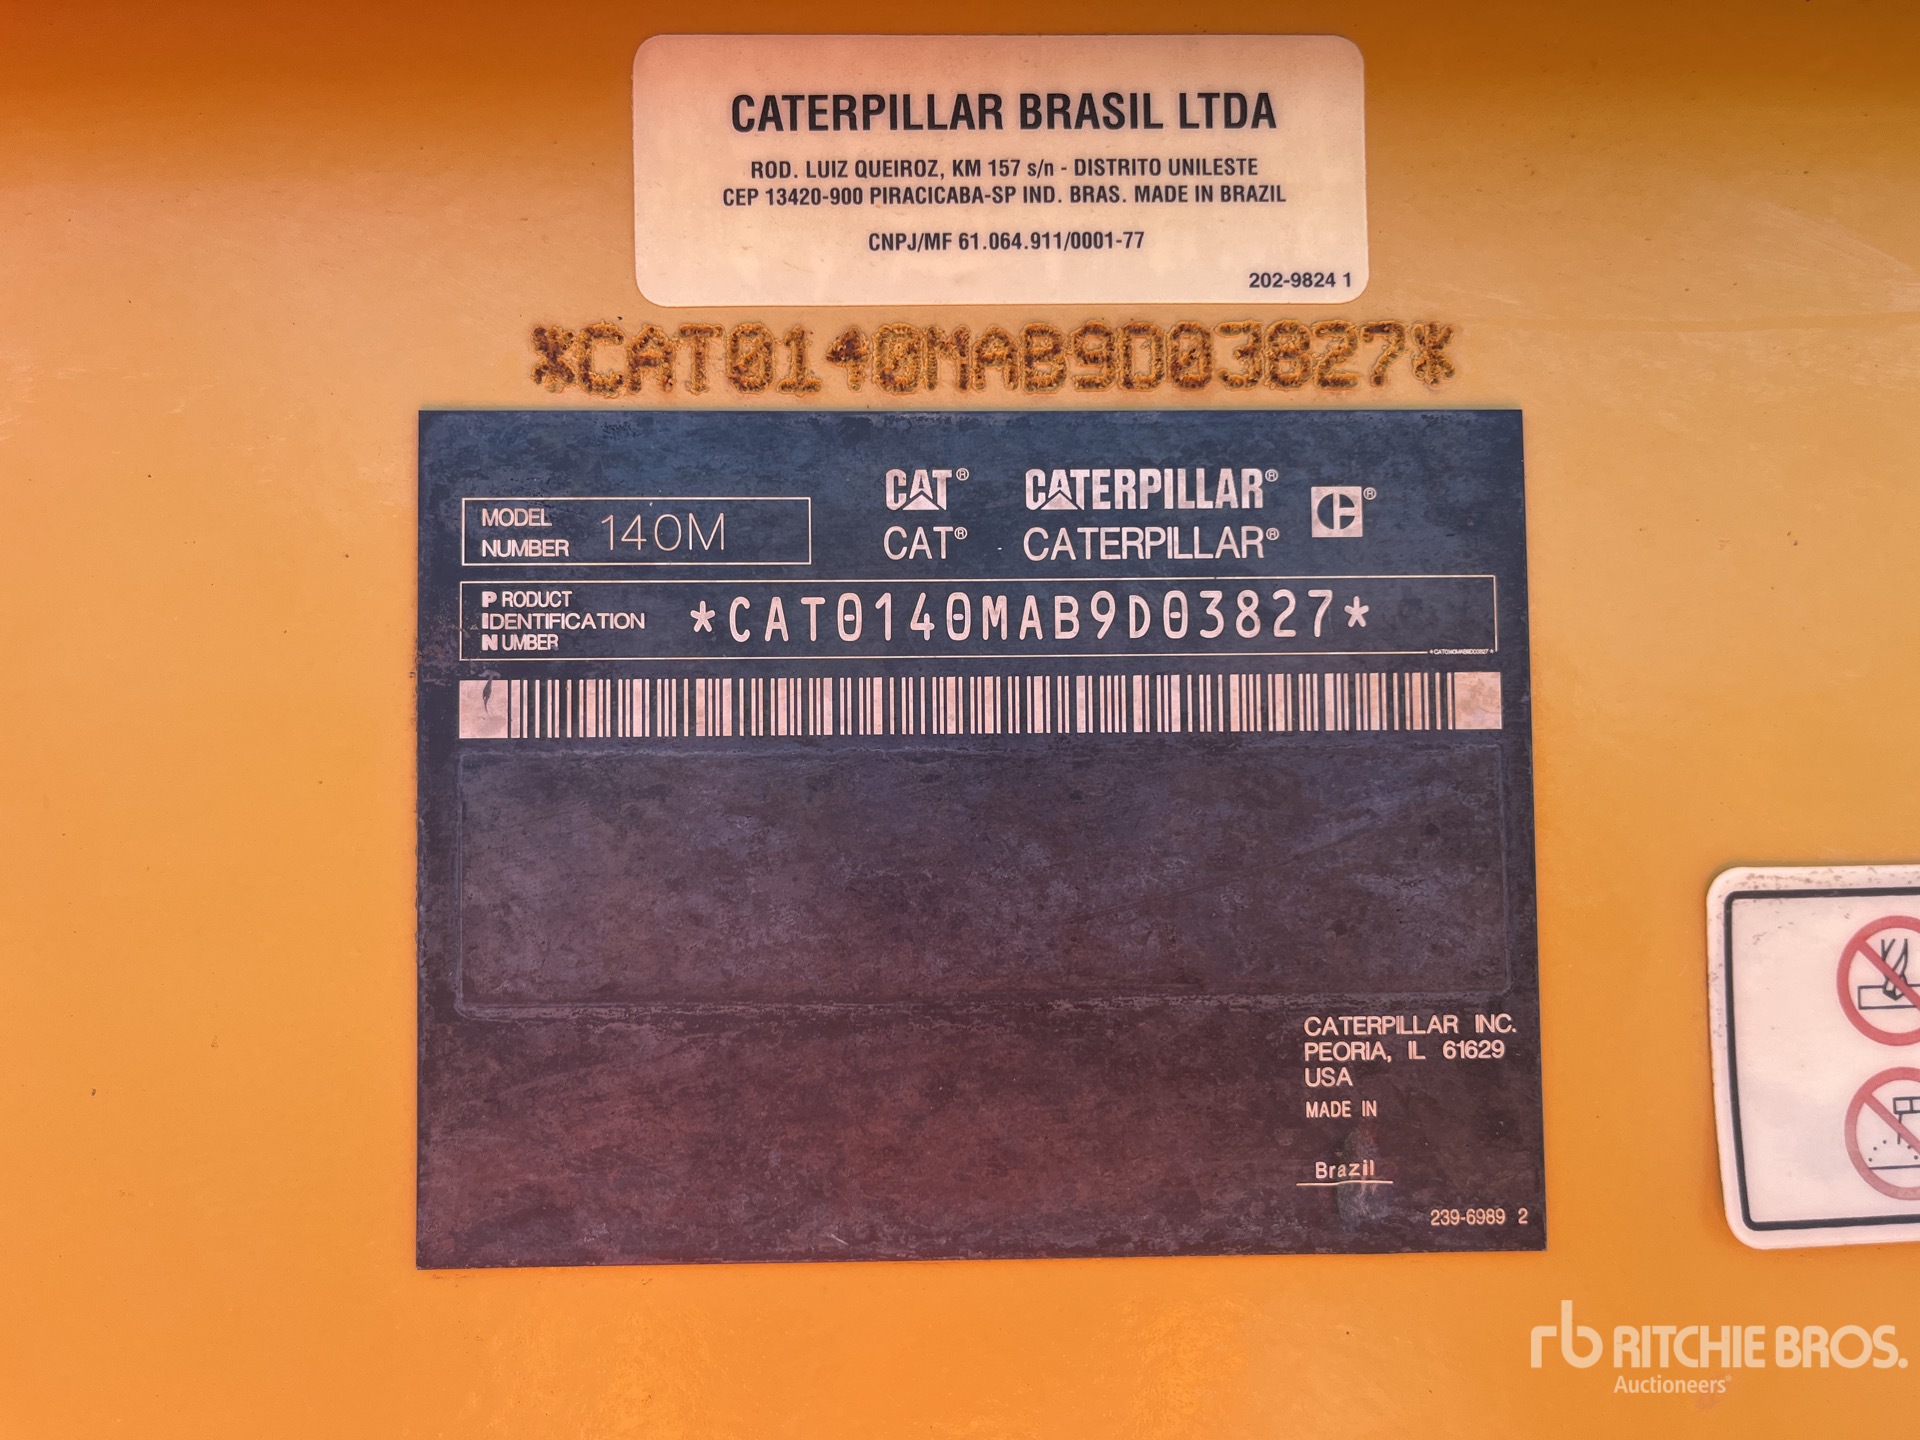 CATERPILLAR BRASIL LTDA
ROD. LUIZ QUEIROZ, KM 157 s/n - DISTRITO UNILESTE
CEP 13420-900 PIRACICABA-SP IND. BRAS. MADE IN BRAZIL
CNPJ/MF 61.064.911/0001-77
202-9824 1
*CAT0140MAB9D03827*
CAT® CATERPILLAR®
CAT® CATERPILLAR®
MODEL
NUMBER 140M
PRODUCT
IDENTIFICATION
NUMBER
*CAT0140MAB9D03827*
*CAT0140MAB9D03827*
CATERPILLAR INC.
PEORIA, IL 61629
USA
MADE IN
Brazil
239-6989 2
rb RITCHIE BROS.
Auctioneers